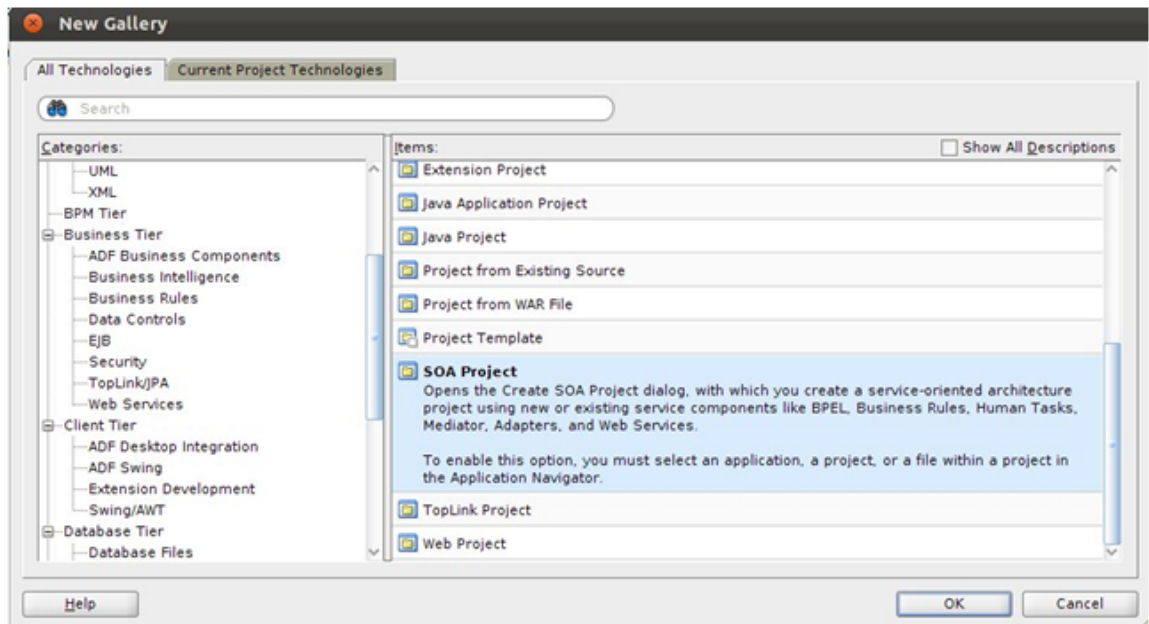 New Gallery
All Technologies
Current Project Technologies
Search
Categories:
UML
XML
BPM Tier
Business Tier
ADF Business Components
Business Intelligence
Business Rules
Data Controls
EJB
Security
TopLink/JPA
Web Services
Client Tier
ADF Desktop Integration
ADF Swing
Extension Development
Swing/AWT
Database Tier
Database Files
Items:
Show All Descriptions
Extension Project
Java Application Project
Java Project
Project from Existing Source
Project from WAR File
Project Template
SOA Project
Opens the Create SOA Project dialog, with which you create a service-oriented architecture
project using new or existing service components like BPEL, Business Rules, Human Tasks,
Mediator, Adapters, and Web Services.
To enable this option, you must select an application, a project, or a file within a project in
the Application Navigator.
TopLink Project
Web Project
Help
OK
Cancel